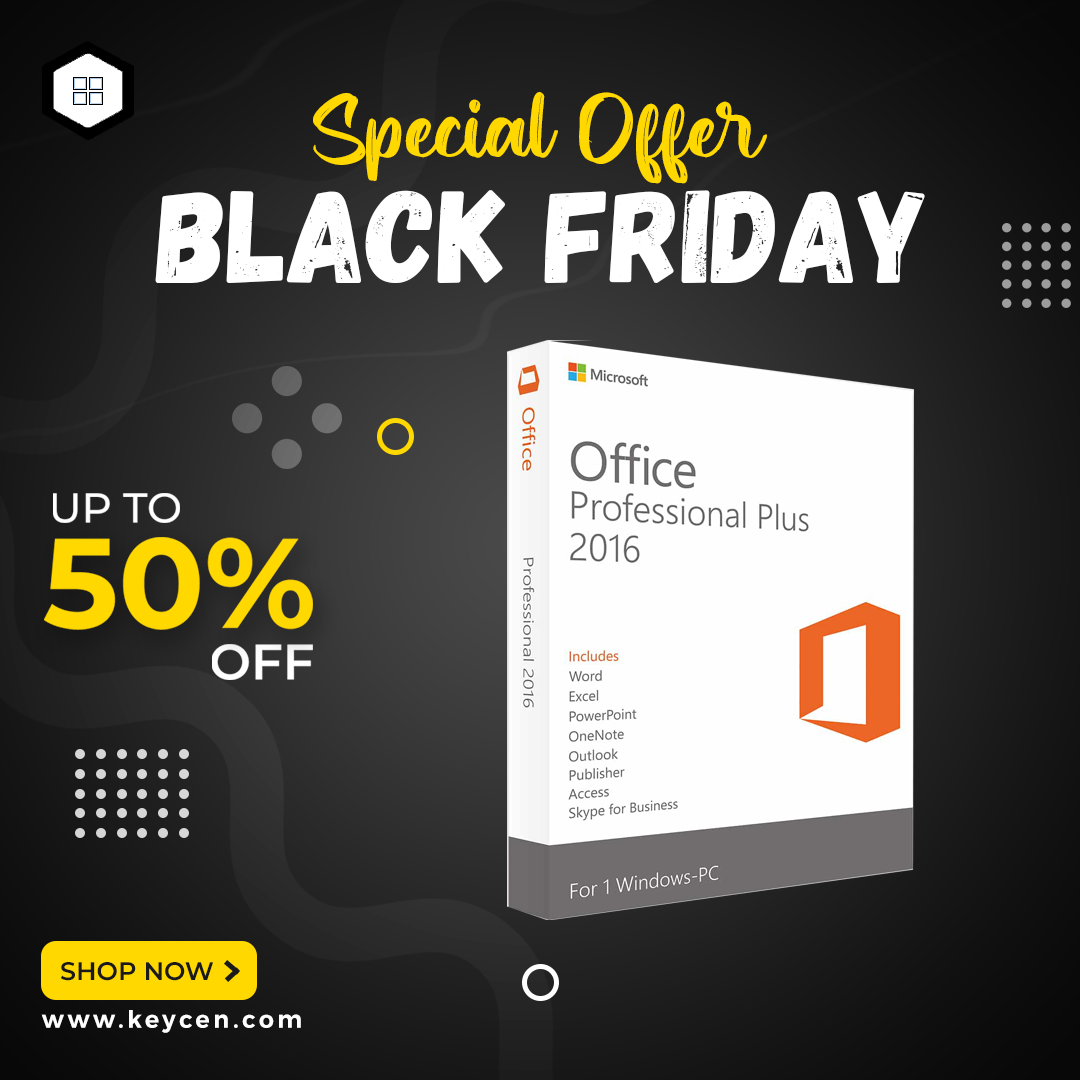 Special Offer
BLACK FRIDAY
Microsoft
Office
Office
Professional Plus
2016
UP TO
50%
OFF
Professional 2016
Includes
Word
Excel
PowerPoint
OneNote
Outlook
Publisher
Access
Skype for Business
For 1 Windows-PC
SHOP NOW
www.keycen.com